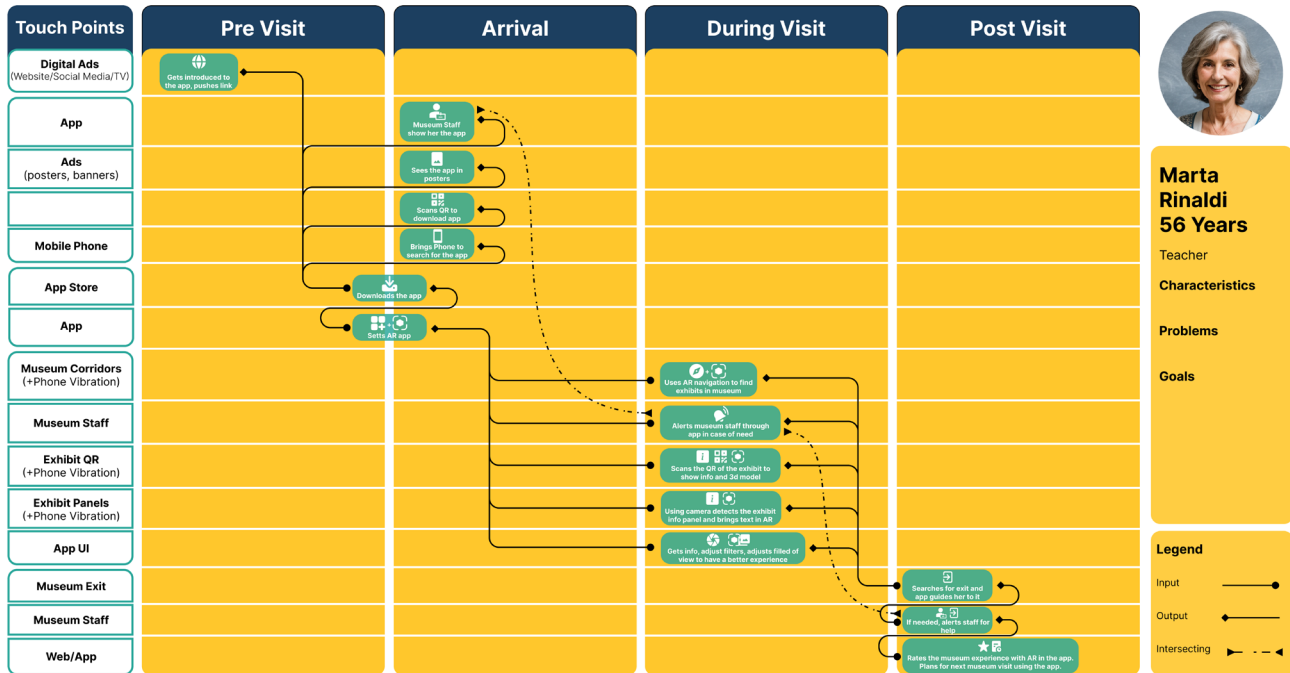 Touch Points
Pre Visit
Arrival
During Visit
Post Visit
Digital Ads
(Website/Social Media/TV)
Gets introduced to
the app, pushes link
App
Museum Staff
show her the app
Ads
(posters, banners)
Sees the app in
posters
Scans QR to
download app
Mobile Phone
Brings Phone to
search for the app
App Store
Downloads the app
App
Setts AR app
Museum Corridors
(+Phone Vibration)
Uses AR navigation to find
exhibits in museum
Museum Staff
Alerts museum staff through
app in case of need
Exhibit QR
(+Phone Vibration)
Scans the QR of the exhibit to
show info and 3d model
Exhibit Panels
(+Phone Vibration)
Using camera detects the exhibit
info panel and brings text in AR
App UI
Gets info, adjust filters, adjusts filled of
view to have a better experience
Museum Exit
Searches for exit and
app guides her to it
Museum Staff
If needed, alerts staff for
help
Web/App
Rates the museum experience with AR in the app.
Plans for next museum visit using the app.
Marta
Rinaldi
56 Years
Teacher
Characteristics
Problems
Goals
Legend
Input
Output
Intersecting